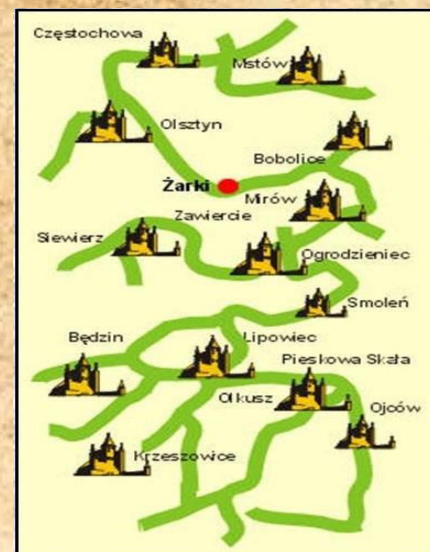 Częstochowa
Mstów
Olsztyn
Bobolice
Żarki
Mirów
Zawiercie
Siewierz
Ogrodzieniec
Smoleń
Będzin
Lipowiec
Pieskowa Skała
Olkusz
Ojców
Krzeszowice